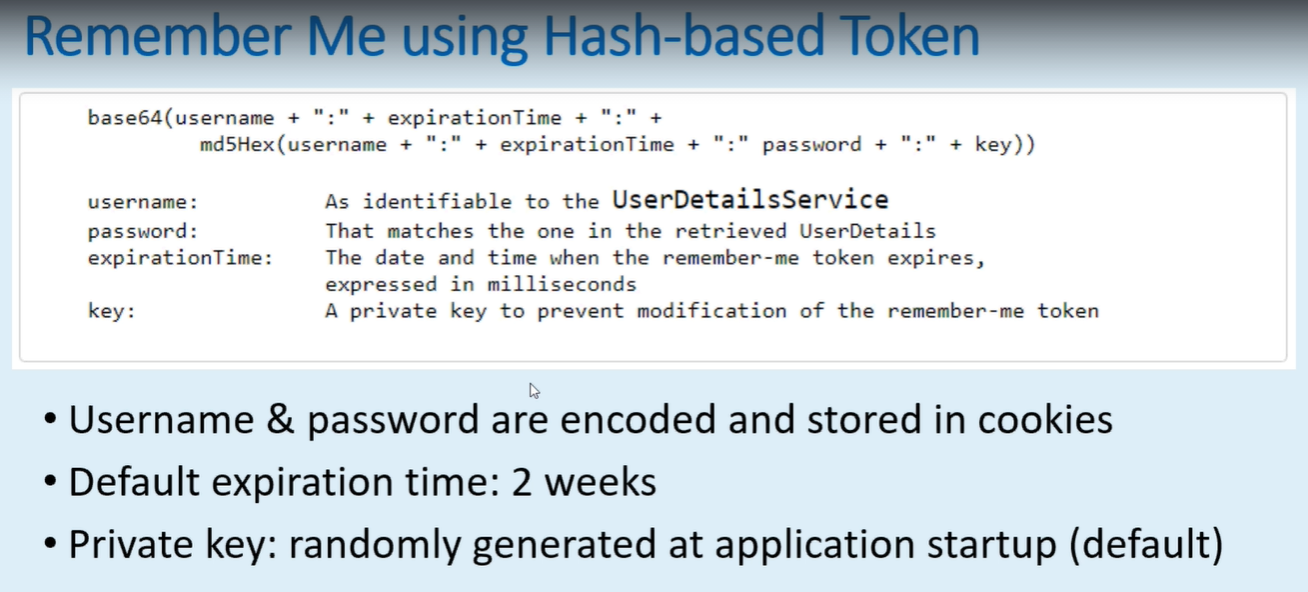 Remember Me using Hash-based Token
base64(username + ":" + expirationTime + ":" +
md5Hex(username + ":" + expirationTime + ":" password + ":" + key))
username: As identifiable to the UserDetailsService
password: That matches the one in the retrieved UserDetails
expirationTime: The date and time when the remember-me token expires,
expressed in milliseconds
key: A private key to prevent modification of the remember-me token
• Username & password are encoded and stored in cookies
• Default expiration time: 2 weeks
• Private key: randomly generated at application startup (default)